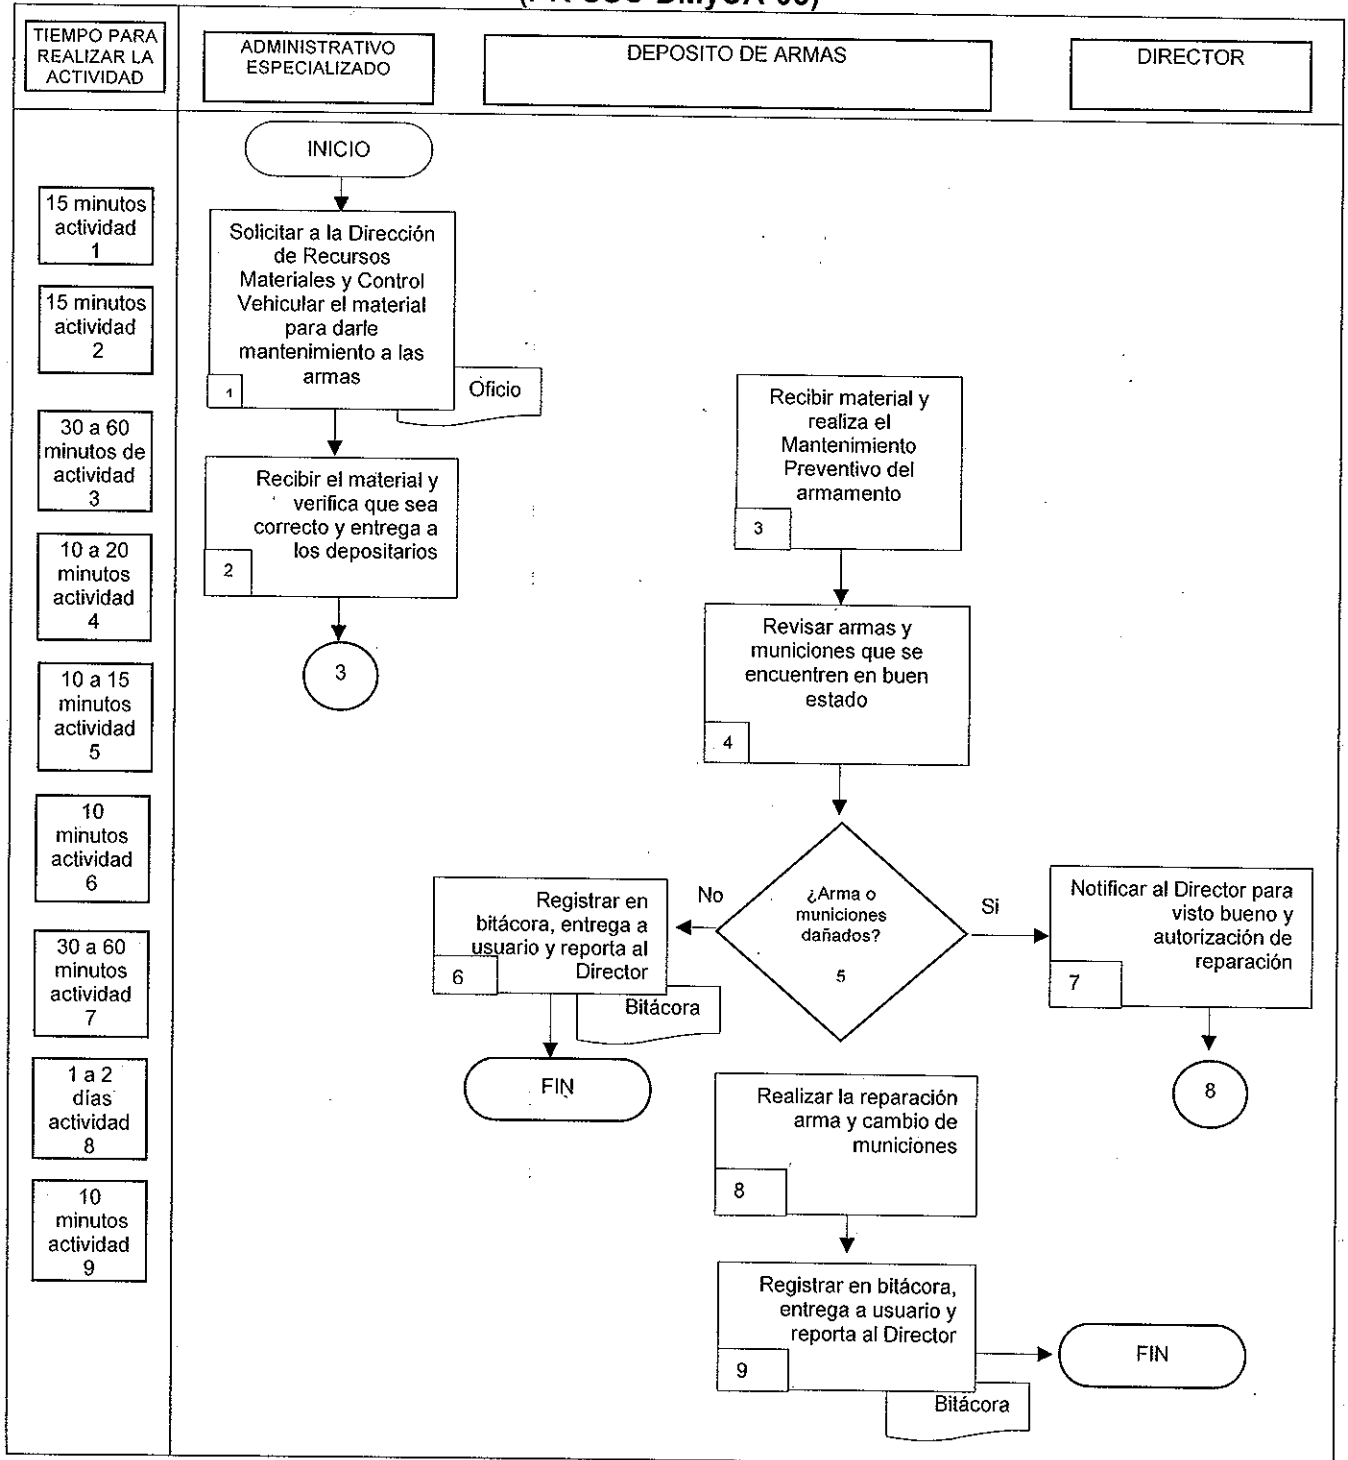 TIEMPO PARA
REALIZAR LA
ACTIVIDAD
ADMINISTRATIVO
ESPECIALIZADO
DEPOSITO DE ARMAS
DIRECTOR
15 minutos
actividad
1
15 minutos
actividad
2
30 a 60
minutos de
actividad
3
10 a 20
minutos
actividad
4
10 a 15
minutos
actividad
5
10
minutos
actividad
6
30 a 60
minutos
actividad
7
1 a 2
días
actividad
8
10
minutos
actividad
9
INICIO
Solicitar a la Dirección
de Recursos
Materiales y Control
Vehicular el material
para darle
mantenimiento a las
armas
1
Oficio
Recibir el material y
verifica que sea
correcto y entrega a
los depositarios
2
3
Recibir material y
realiza el
Mantenimiento
Preventivo del
armamento
3
Revisar armas y
municiones que se
encuentren en buen
estado
4
¿Arma o
municiones
dañados?
5
No
Si
Registrar en
bitácora, entrega a
usuario y reporta al
Director
6
Bitácora
FIN
Notificar al Director para
visto bueno y
autorización de
reparación
7
8
Realizar la reparación
arma y cambio de
municiones
8
Registrar en bitácora,
entrega a usuario y
reporta al Director
9
Bitácora
FIN